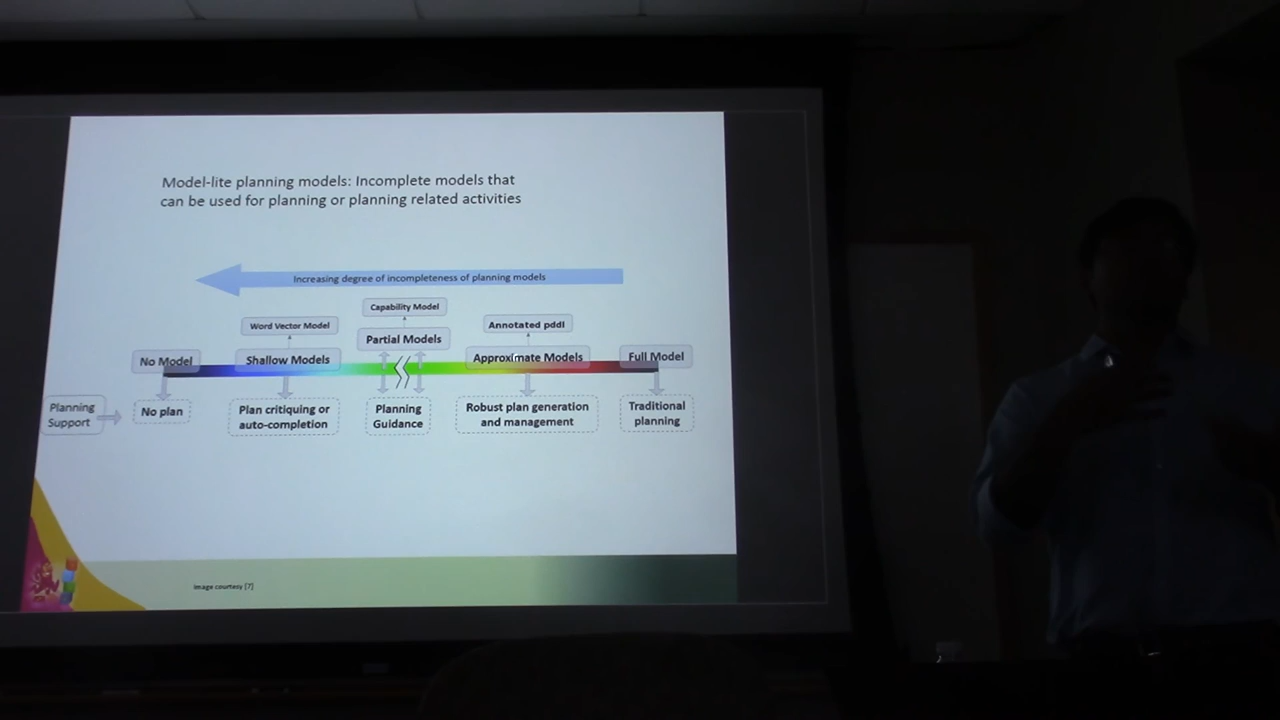 Model-lite planning models: Incomplete models that
can be used for planning or planning related activities
Increasing degree of incompleteness of planning models
Capability Model
Word Vector Model
Annotated pddl
Partial Models
No Model
Shallow Models
Approximate Models
Full Model
Planning
Support
No plan
Plan critiquing or
auto-completion
Planning
Guidance
Robust plan generation
and management
Traditional
planning
Image courtesy [7]